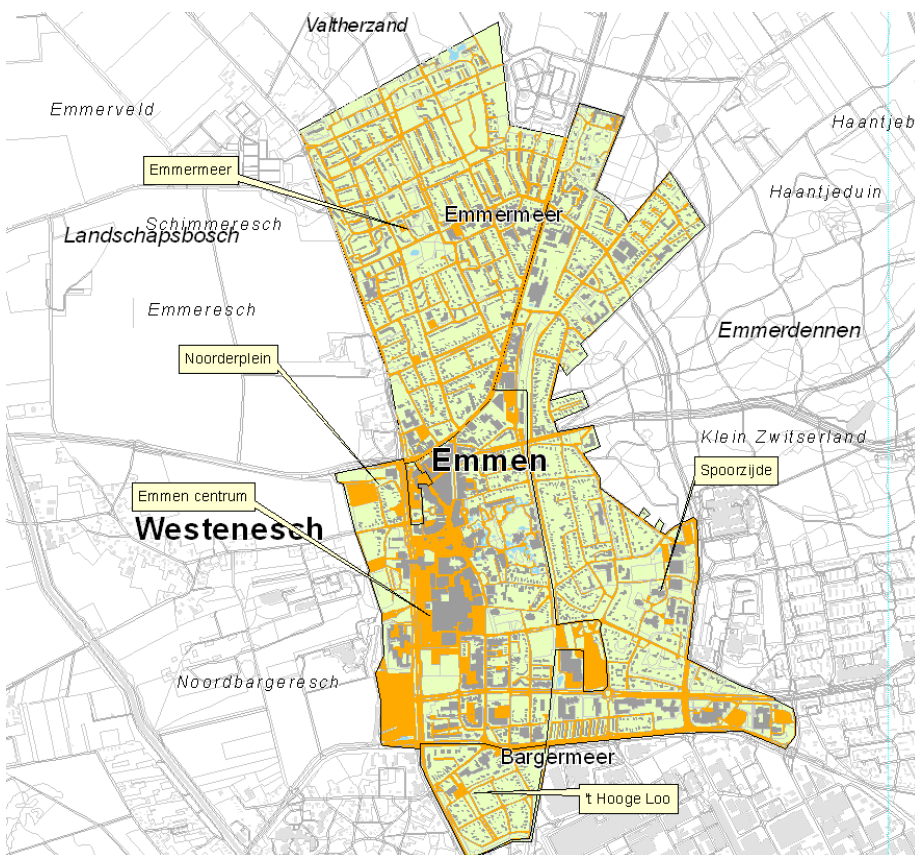 Valtherzand
Emmerveld
Haantjeb
Emmermeer
Haantjeduin
Schimmeresch
Emmermeer
Landschapsbosch
Emmeresch
Emmerdennen
Noorderplein
Klein Zwitserland
Emmen
Spoorzijde
Emmen centrum
Westenesch
Noordbargeresch
Bargermeer
't Hooge Loo